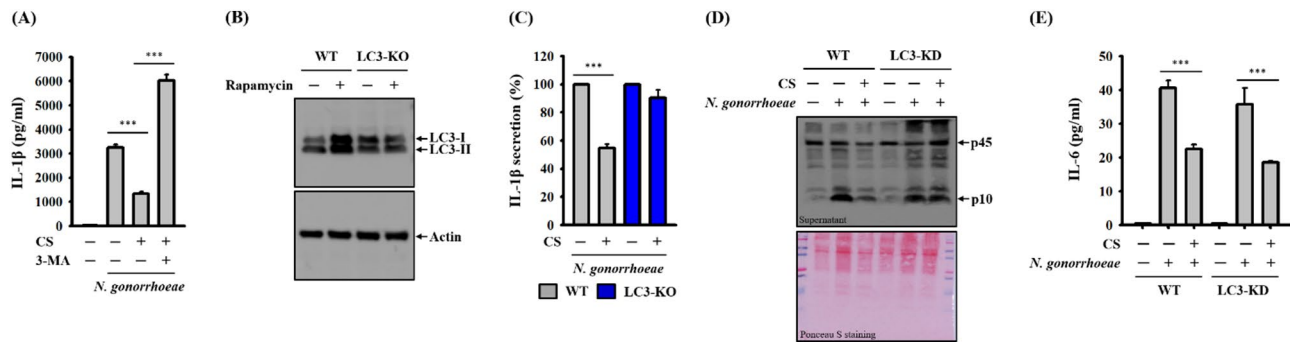 (A)
IL-1β (pg/ml)
7000
6000
5000
4000
3000
2000
1000
0
***
***
CS — — + +
3-MA — — — +
N. gonorrhoeae
(B)
WT LC3-KO
Rapamycin — + — +
LC3-I
LC3-II
Actin
(C)
IL-1β secretion (%)
120
100
80
60
40
20
0
***
CS — + — +
N. gonorrhoeae
WT LC3-KO
(D)
WT LC3-KD
CS — — + — — +
N. gonorrhoeae — + + — + +
p45
p10
Supernatant
Ponceau S staining
(E)
IL-6 (pg/ml)
50
40
30
20
10
0
***
***
CS — — + — — +
N. gonorrhoeae — + + — + +
WT LC3-KD